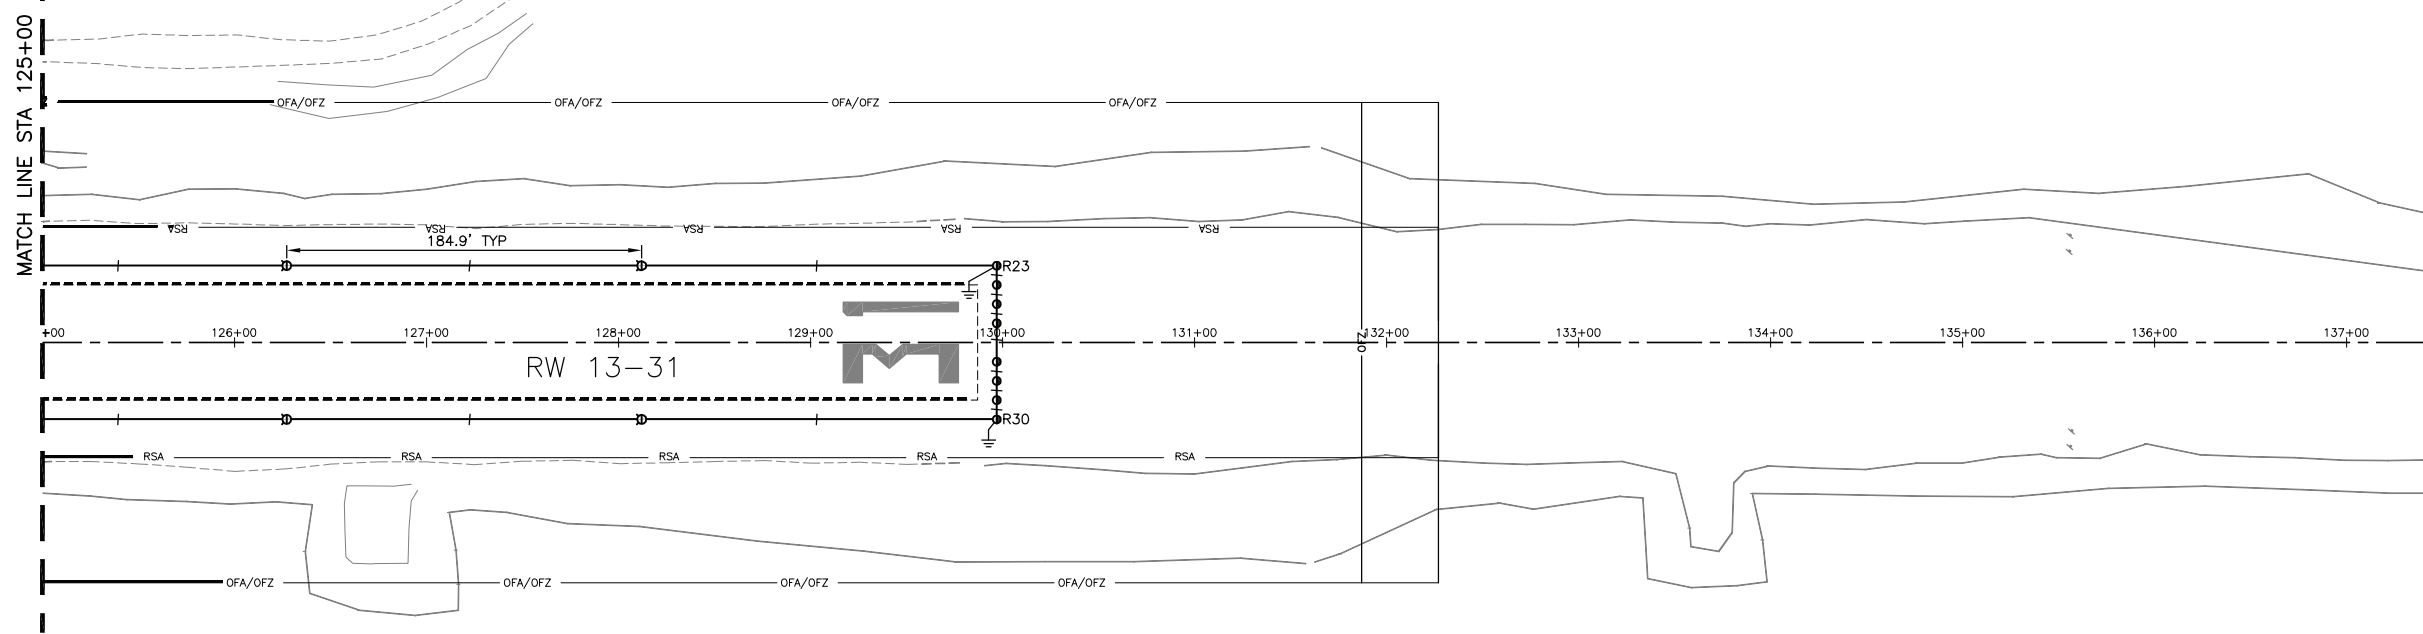 MATCH LINE STA 125+00
OFA/OFZ OFA/OFZ OFA/OFZ OFA/OFZ
RSA RSA RSA RSA RSA
184.9' TYP
R23
+00 126+00 127+00 128+00 129+00 130+00 131+00 OFZ 132+00 133+00 134+00 135+00 136+00 137+00
RW 13-31
31
R30
RSA RSA RSA RSA RSA
OFA/OFZ OFA/OFZ OFA/OFZ OFA/OFZ